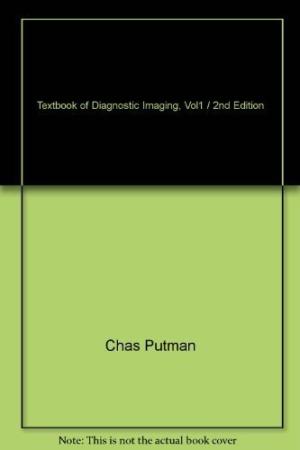 Textbook of Diagnostic Imaging, Vol1 / 2nd Edition
Chas Putman
Note: This is not the actual book cover